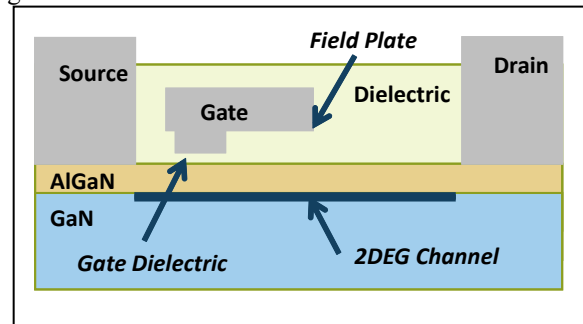 Field Plate
Source
Drain
Dielectric
Gate
AlGaN
GaN
Gate Dielectric
2DEG Channel